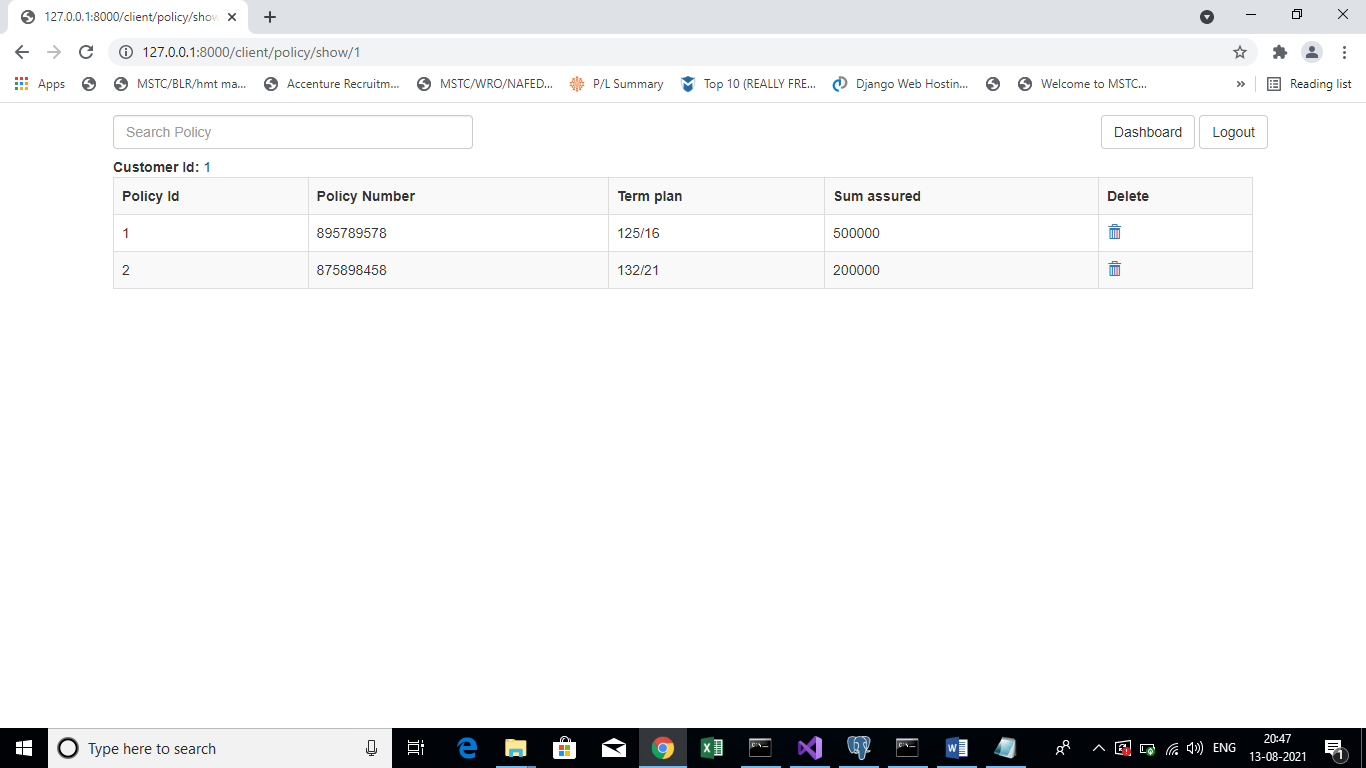 127.0.0.1:8000/client/policy/show
127.0.0.1:8000/client/policy/show/1
Apps MSTC/BLR/hmt ma... Accenture Recruitm... MSTC/WRO/NAFED... P/L Summary Top 10 (REALLY FRE... Django Web Hostin... Welcome to MSTC... » Reading list
Search Policy Dashboard Logout
Customer Id: 1
Policy Id Policy Number Term plan Sum assured Delete
1 895789578 125/16 500000
2 875898458 132/21 200000
Type here to search ENG 20:47
13-08-2021 1